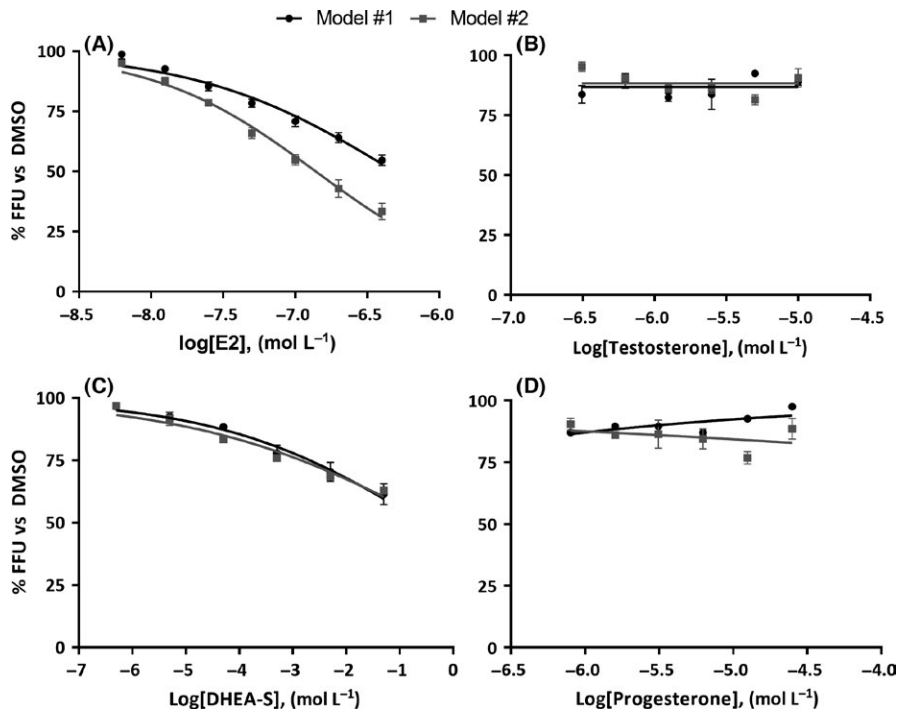 Model #1 Model #2
(A)
100
75
50
25
0
% FFU vs DMSO
–8.5 –8.0 –7.5 –7.0 –6.5 –6.0
log[E2], (mol L⁻¹)
(B)
100
75
50
25
0
–7.0 –6.5 –6.0 –5.5 –5.0 –4.5
Log[Testosterone], (mol L⁻¹)
(C)
100
75
50
25
0
% FFU vs DMSO
–7 –6 –5 –4 –3 –2 –1 0
Log[DHEA-S], (mol L⁻¹)
(D)
100
75
50
25
0
–6.5 –6.0 –5.5 –5.0 –4.5 –4.0
Log[Progesterone], (mol L⁻¹)